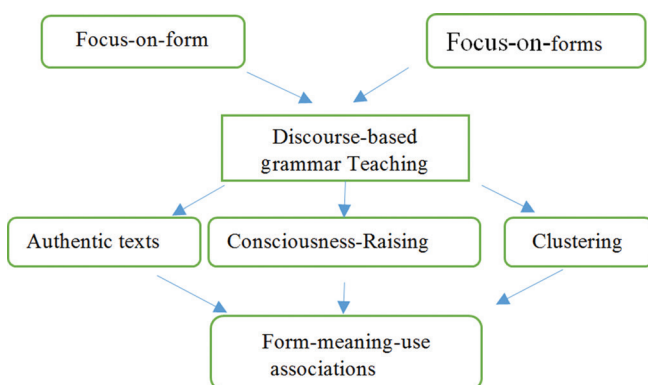 Focus-on-form
Focus-on-forms
Discourse-based
grammar Teaching
Authentic texts
Consciousness-Raising
Clustering
Form-meaning-use
associations